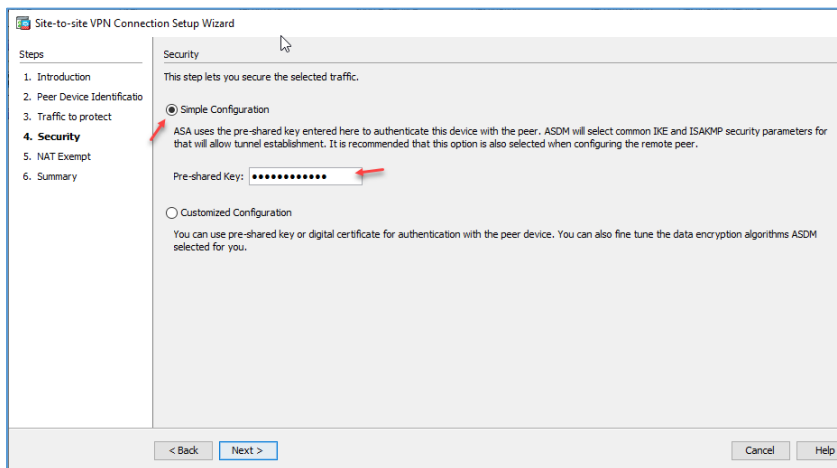 Site-to-site VPN Connection Setup Wizard
Steps
1. Introduction
2. Peer Device Identificatio
3. Traffic to protect
4. Security
5. NAT Exempt
6. Summary
Security
This step lets you secure the selected traffic.
Simple Configuration
ASA uses the pre-shared key entered here to authenticate this device with the peer. ASDM will select common IKE and ISAKMP security parameters for
that will allow tunnel establishment. It is recommended that this option is also selected when configuring the remote peer.
Pre-shared Key: ●●●●●●●●●●●●
Customized Configuration
You can use pre-shared key or digital certificate for authentication with the peer device. You can also fine tune the data encryption algorithms ASDM
selected for you.
< Back Next > Cancel Help